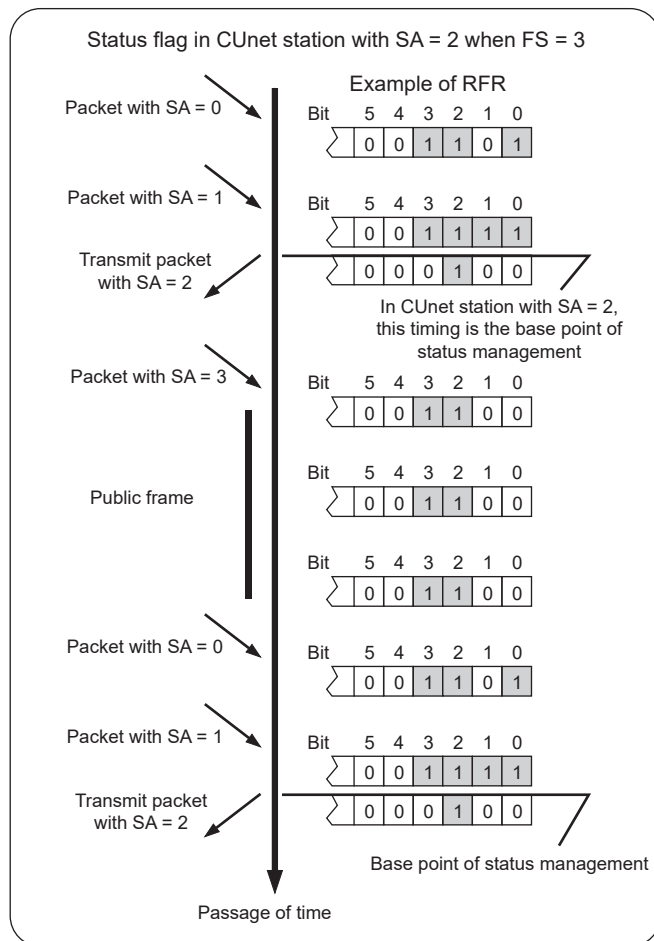 Status flag in CUnet station with SA = 2 when FS = 3
Example of RFR
Packet with SA = 0
Bit 5 4 3 2 1 0
0 0 1 1 0 1
Packet with SA = 1
Bit 5 4 3 2 1 0
0 0 1 1 1 1
Transmit packet
with SA = 2
0 0 0 1 0 0
In CUnet station with SA = 2,
this timing is the base point of
status management
Packet with SA = 3
Bit 5 4 3 2 1 0
0 0 1 1 0 0
Public frame
Bit 5 4 3 2 1 0
0 0 1 1 0 0
Bit 5 4 3 2 1 0
0 0 1 1 0 0
Packet with SA = 0
Bit 5 4 3 2 1 0
0 0 1 1 0 1
Packet with SA = 1
Bit 5 4 3 2 1 0
0 0 1 1 1 1
Transmit packet
with SA = 2
0 0 0 1 0 0
Base point of status management
Passage of time